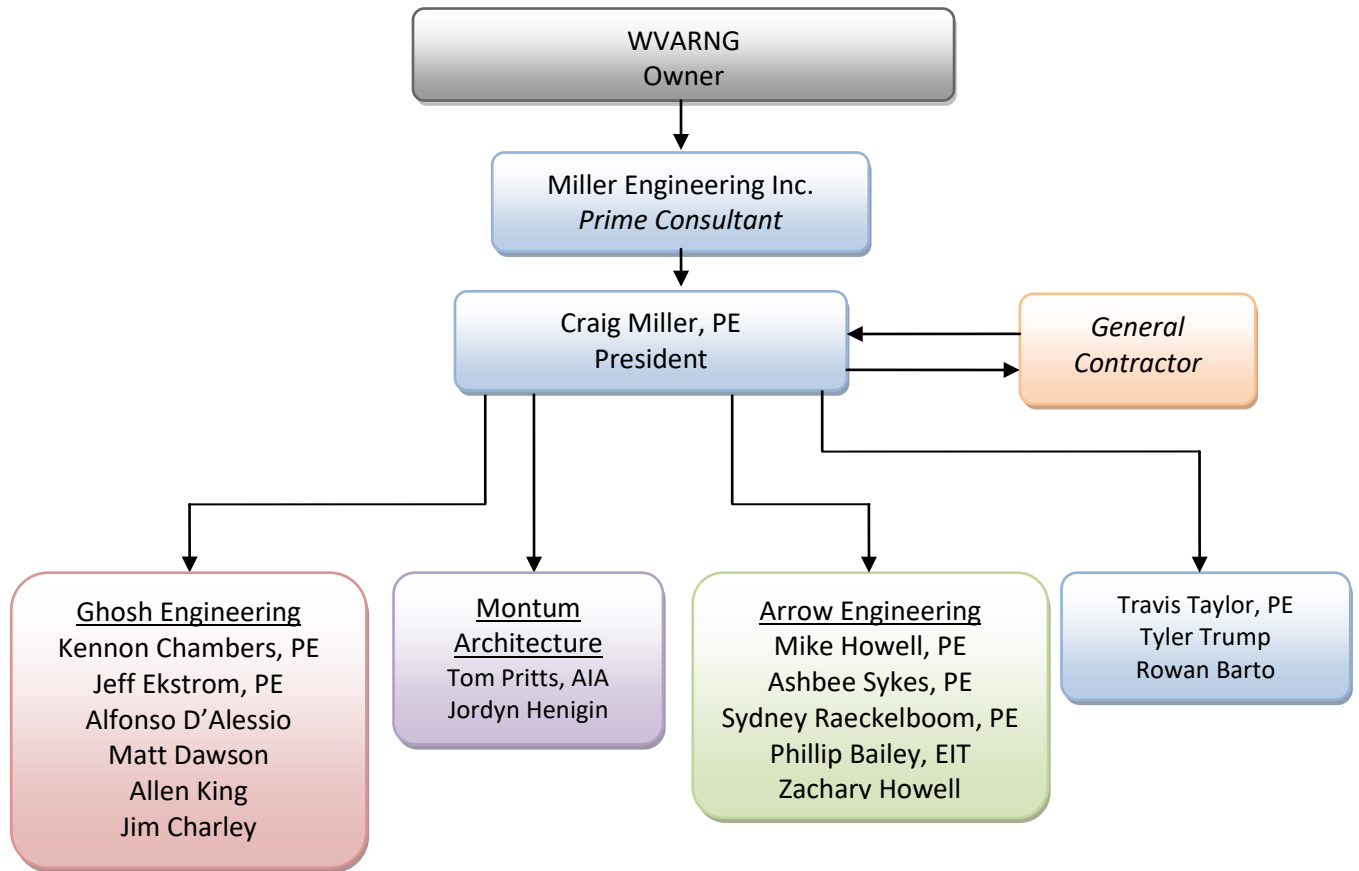 WVARNG
Owner
Miller Engineering Inc.
Prime Consultant
Craig Miller, PE
President
General
Contractor
Ghosh Engineering
Kennon Chambers, PE
Jeff Ekstrom, PE
Alfonso D’Alessio
Matt Dawson
Allen King
Jim Charley
Montum
Architecture
Tom Pritts, AIA
Jordyn Henigin
Arrow Engineering
Mike Howell, PE
Ashbee Sykes, PE
Sydney Raeckelboom, PE
Phillip Bailey, EIT
Zachary Howell
Travis Taylor, PE
Tyler Trump
Rowan Barto